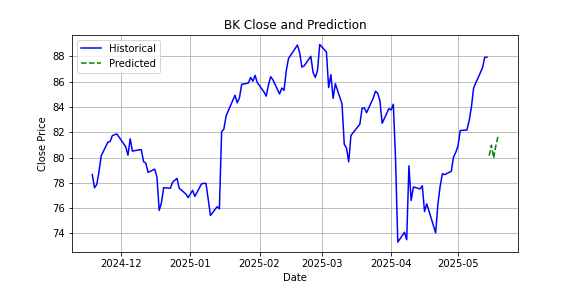 BK Close and Prediction
Historical
Predicted
Close Price
88
86
84
82
80
78
76
74
2024-12
2025-01
2025-02
2025-03
2025-04
2025-05
Date